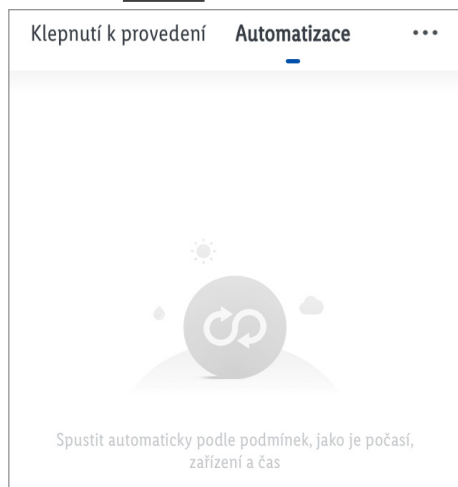 Klepnutí k provedení Automatizace
Spustit automaticky podle podmínek, jako je počasí,
zařízení a čas